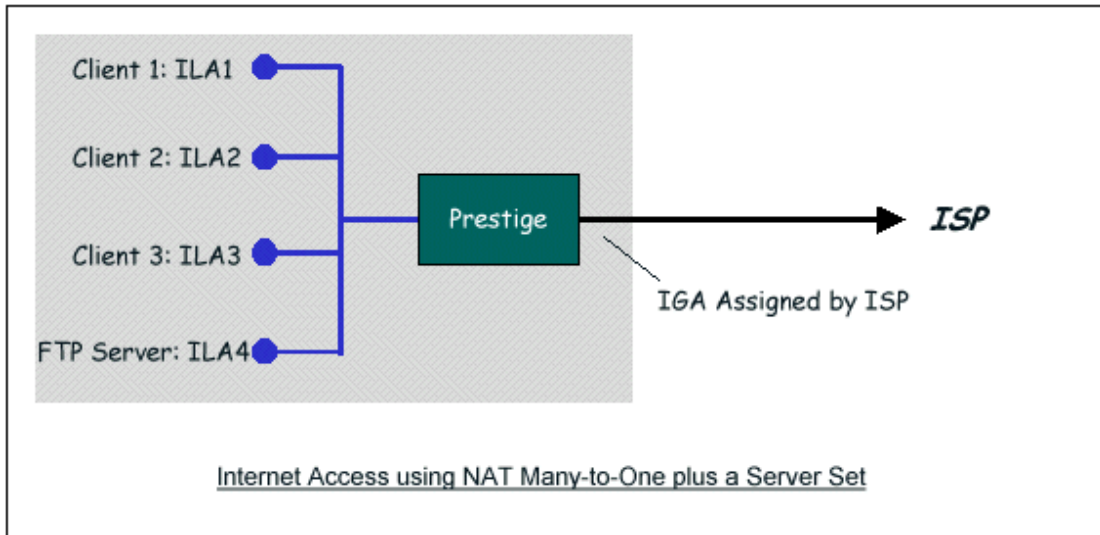 Client 1: ILA1
Client 2: ILA2
Client 3: ILA3
FTP Server: ILA4
Prestige
ISP
IGA Assigned by ISP
Internet Access using NAT Many-to-One plus a Server Set